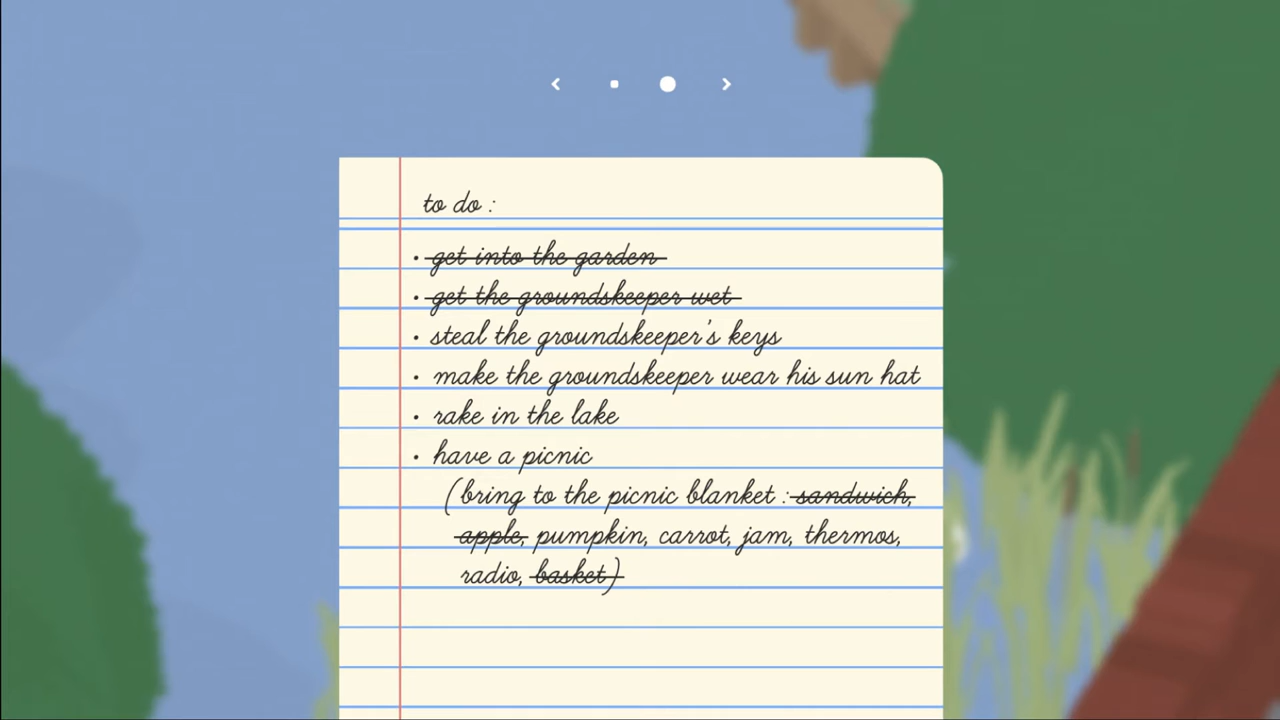 to do :
• get into the garden
• get the groundskeeper wet
• steal the groundskeeper's keys
• make the groundskeeper wear his sun hat
• rake in the lake
• have a picnic
(bring to the picnic blanket : sandwich,
apple, pumpkin, carrot, jam, thermos,
radio, basket)